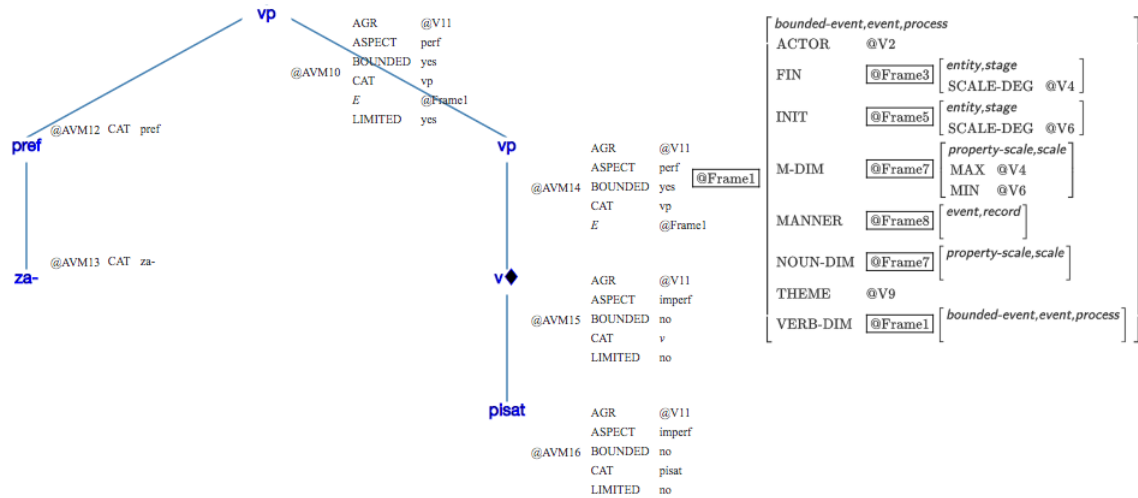 vp
AGR @V11
ASPECT perf
BOUNDED yes
@AVM10
CAT vp
E @Frame1
LIMITED yes
pref
@AVM12 CAT pref
za-
@AVM13 CAT za-
vp
AGR @V11
ASPECT perf
@AVM14 BOUNDED yes
CAT vp
E @Frame1
v
AGR @V11
ASPECT imperf
@AVM15 BOUNDED no
CAT v
LIMITED no
pisat
AGR @V11
ASPECT imperf
@AVM16 BOUNDED no
CAT pisat
LIMITED no
@Frame1
bounded-event,event,process
ACTOR @V2
FIN @Frame3 entity,stage
SCALE-DEG @V4
INIT @Frame5 entity,stage
SCALE-DEG @V6
M-DIM @Frame7 property-scale,scale
MAX @V4
MIN @V6
MANNER @Frame8 event,record
NOUN-DIM @Frame7 property-scale,scale
THEME @V9
VERB-DIM @Frame1 bounded-event,event,process